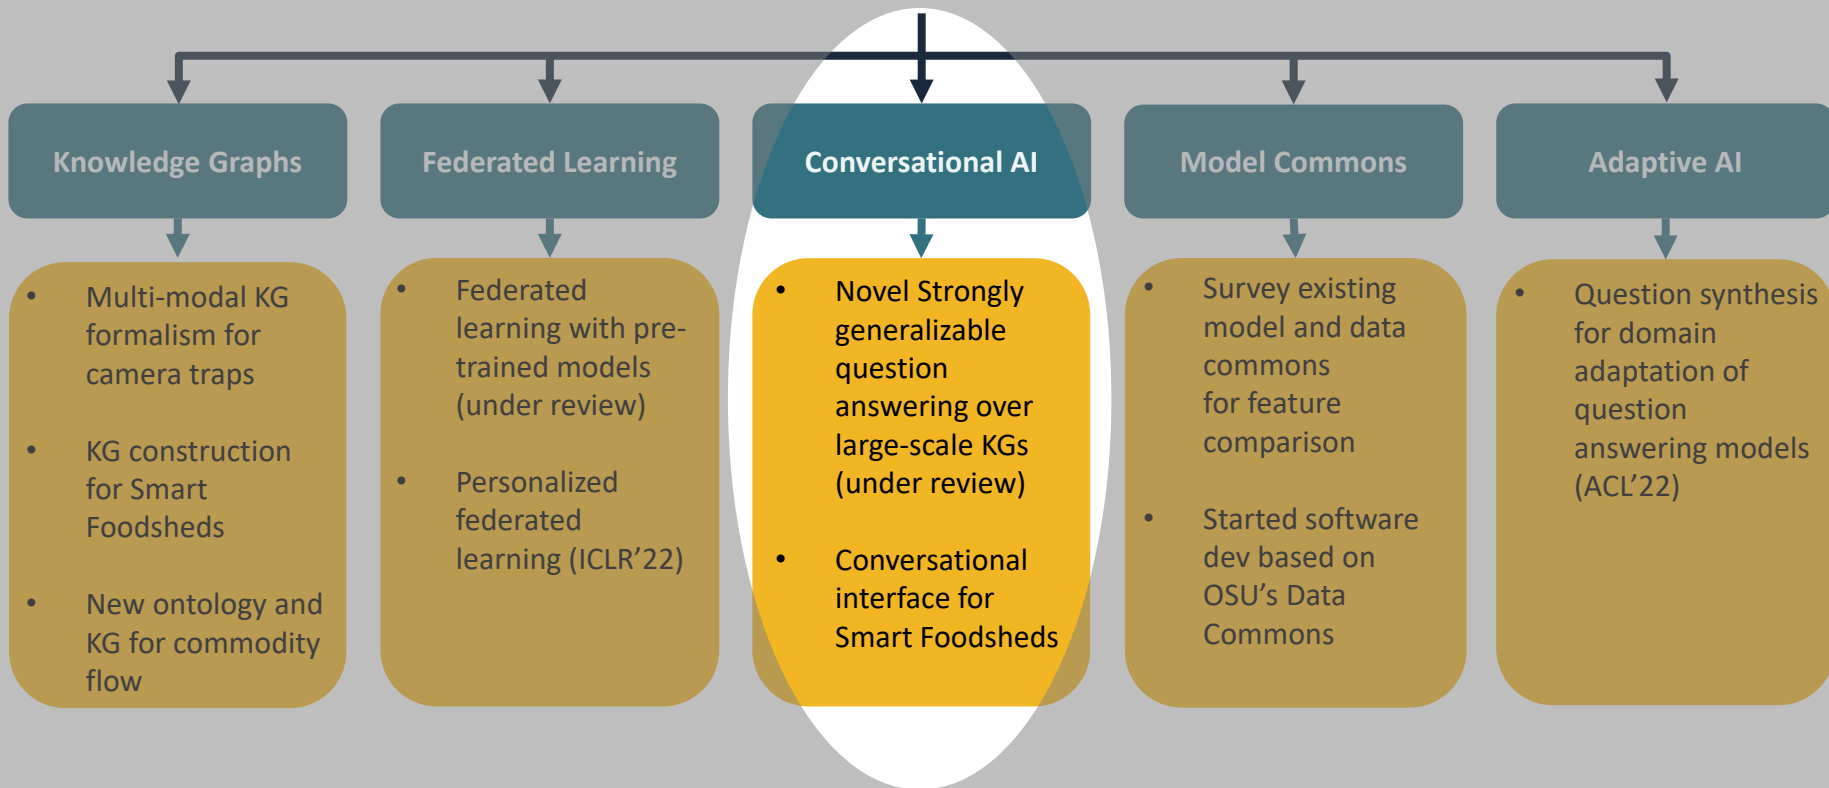 Knowledge Graphs
Federated Learning
Conversational AI
Model Commons
Adaptive AI
• Multi-modal KG
formalism for
camera traps
• KG construction
for Smart
Foodsheds
• New ontology and
KG for commodity
flow
• Federated
learning with pre-
trained models
(under review)
• Personalized
federated
learning (ICLR’22)
• Novel Strongly
generalizable
question
answering over
large-scale KGs
(under review)
• Conversational
interface for
Smart Foodsheds
• Survey existing
model and data
commons
for feature
comparison
• Started software
dev based on
OSU’s Data
Commons
• Question synthesis
for domain
adaptation of
question
answering models
(ACL’22)